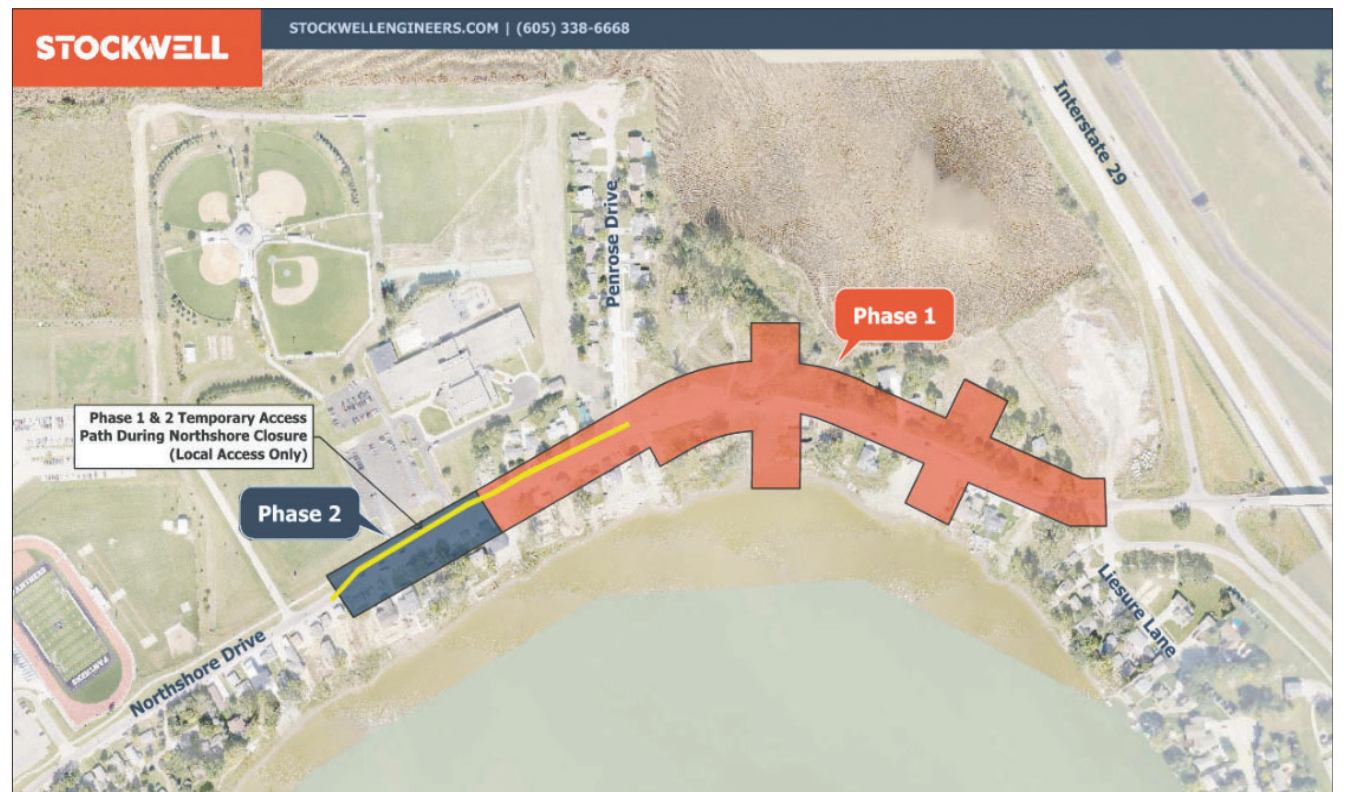 STOCKWELL
STOCKWELLENGINEERS.COM | (605) 338-6668
Interstate 29
Penrose Drive
Phase 1
Phase 1 & 2 Temporary Access
Path During Northshore Closure
(Local Access Only)
Phase 2
Liesure Lane
Northshore Drive
PANTHERS